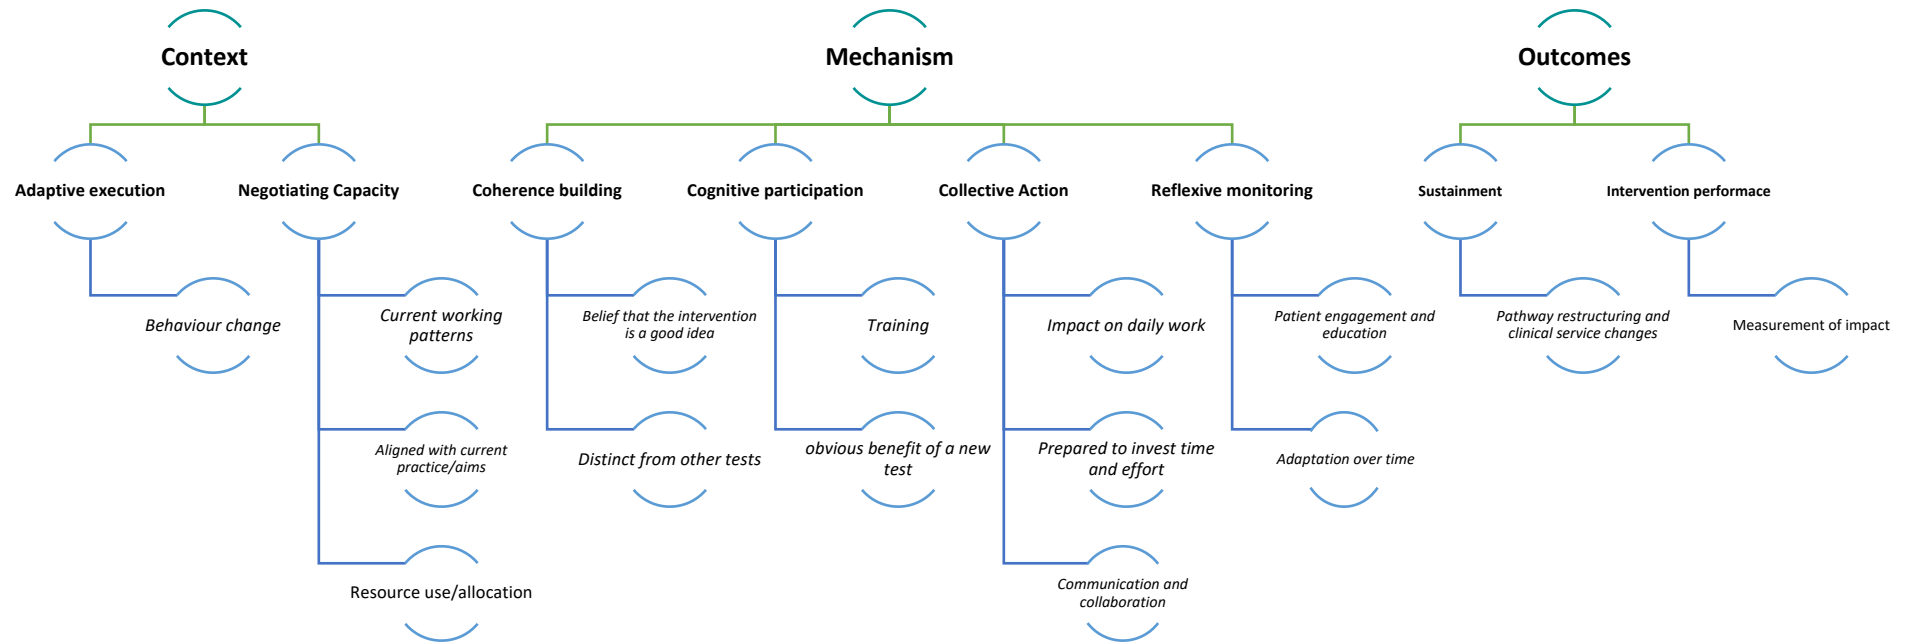 Context
Mechanism
Outcomes
Adaptive execution
Negotiating Capacity
Coherence building
Cognitive participation
Collective Action
Reflexive monitoring
Sustainment
Intervention performace
Behaviour change
Current working
patterns
Belief that the intervention
is a good idea
Training
Impact on daily work
Patient engagement and
education
Pathway restructuring and
clinical service changes
Measurement of impact
Aligned with current
practice/aims
Distinct from other tests
obvious benefit of a new
test
Prepared to invest time
and effort
Adaptation over time
Resource use/allocation
Communication and
collaboration